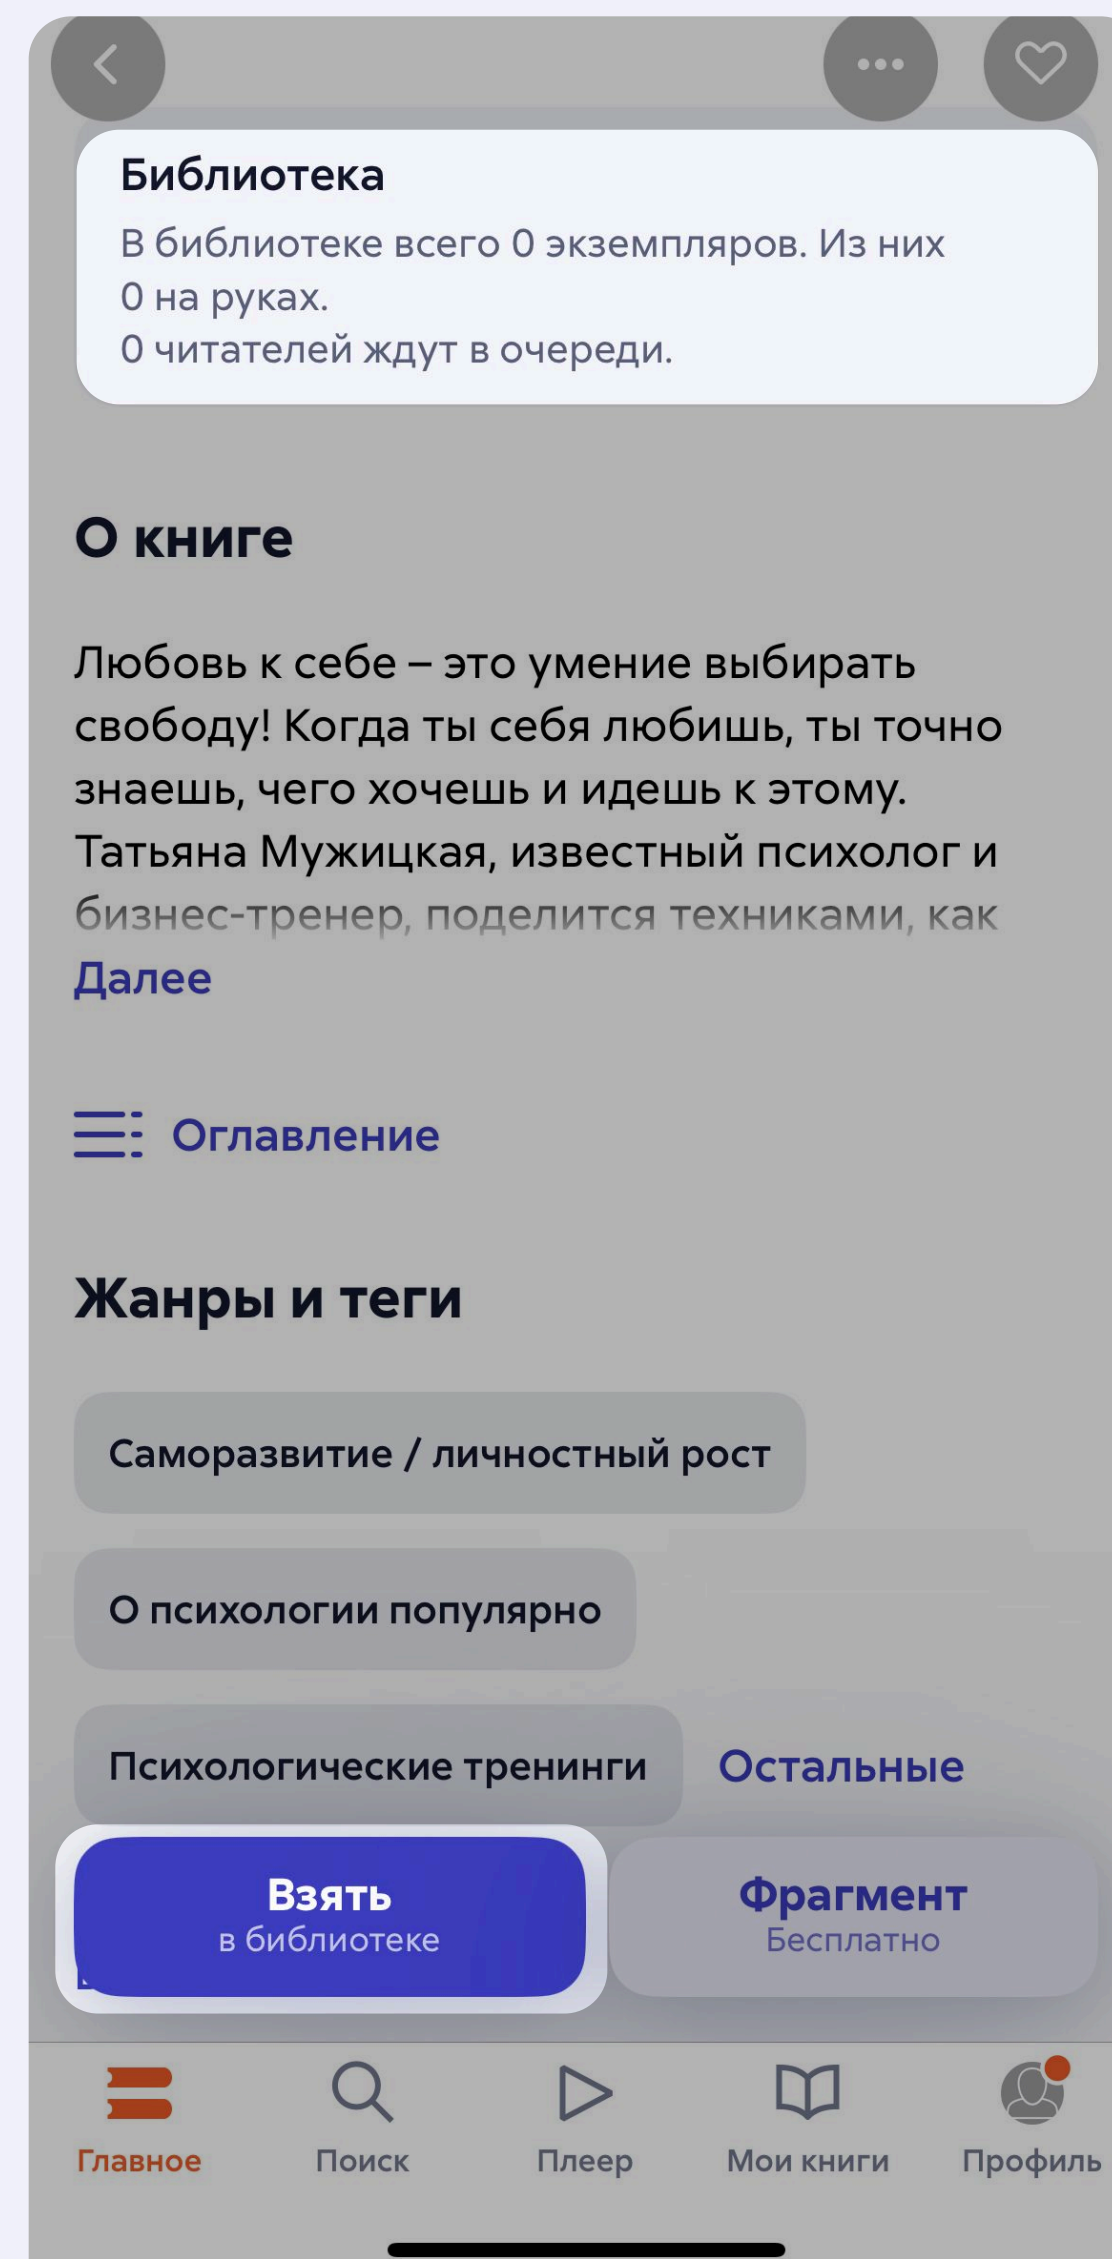 Библиотека
В библиотеке всего 0 экземпляров. Из них
0 на руках.
0 читателей ждут в очереди.
О книге
Любовь к себе – это умение выбирать
свободу! Когда ты себя любишь, ты точно
знаешь, чего хочешь и идешь к этому.
Татьяна Мужицкая, известный психолог и
бизнес-тренер, поделится техниками, как
Далее
Оглавление
Жанры и теги
Саморазвитие / личностный рост
О психологии популярно
Психологические тренинги Остальные
Взять Фрагмент
в библиотеке Бесплатно
Главное Поиск Плеер Мои книги Профиль